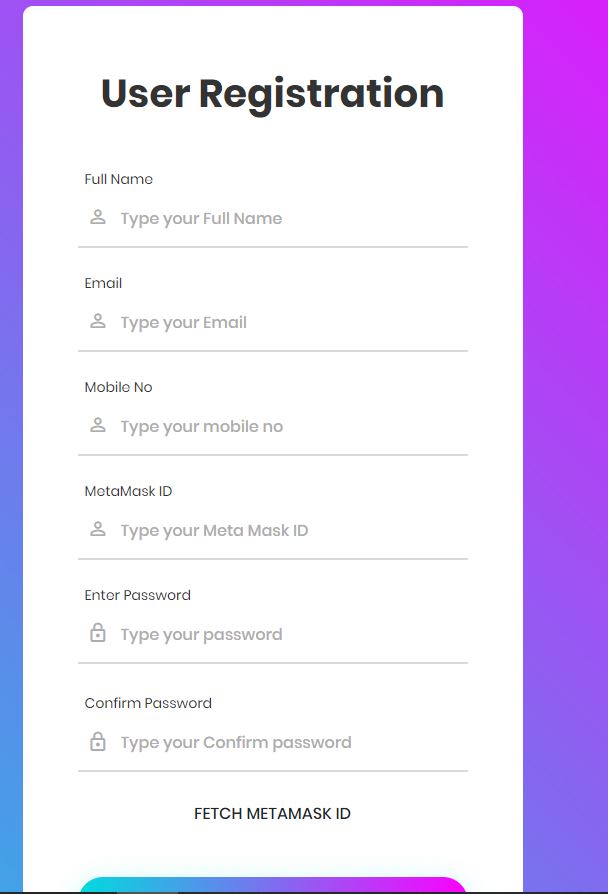 User Registration
Full Name
Type your Full Name
Email
Type your Email
Mobile No
Type your mobile no
MetaMask ID
Type your Meta Mask ID
Enter Password
Type your password
Confirm Password
Type your Confirm password
FETCH METAMASK ID